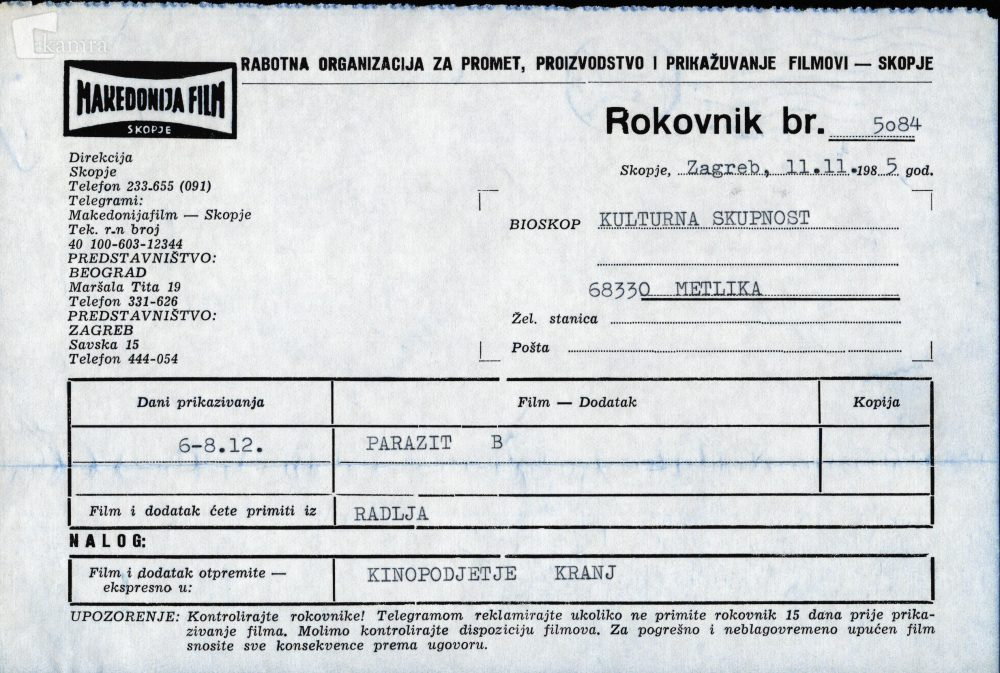 kamra
RABOTNA ORGANIZACIJA ZA PROMET, PROIZVODSTVO I PRIKAŽUVANJE FILMOVI — SKOPJE
MAKEDONIJA FILM
SKOPJE
Rokovnik br. 5084
Direkcija
Skopje
Telefon 233-655 (091)
Telegrami:
Makedonijafilm — Skopje
Tek. r-n broj
40 100-603-12344
PREDSTAVNIŠTVO:
BEOGRAD
Maršala Tita 19
Telefon 331-626
PREDSTAVNIŠTVO:
ZAGREB
Savska 15
Telefon 444-054
Skopje, Zagreb, 11.11.1985 god.
BIOSKOP KULTURNA SKUPNOST
68330 METLIKA
Žel. stanica
Pošta
Dani prikazivanja Film — Dodatak Kopija
6-8.12. PARAZIT B
Film i dodatak ćete primiti iz RADLJA
NALOG:
Film i dodatak otpremite — KINOPODJETJE KRANJ
ekspresno u:
UPOZORENJE: Kontrolirajte rokovnike! Telegramom reklamirajte ukoliko ne primite rokovnik 15 dana prije prika-
zivanje filma. Molimo kontrolirajte dispoziciju filmova. Za pogrešno i neblagovremeno upućen film
snosite sve konsekvence prema ugovoru.